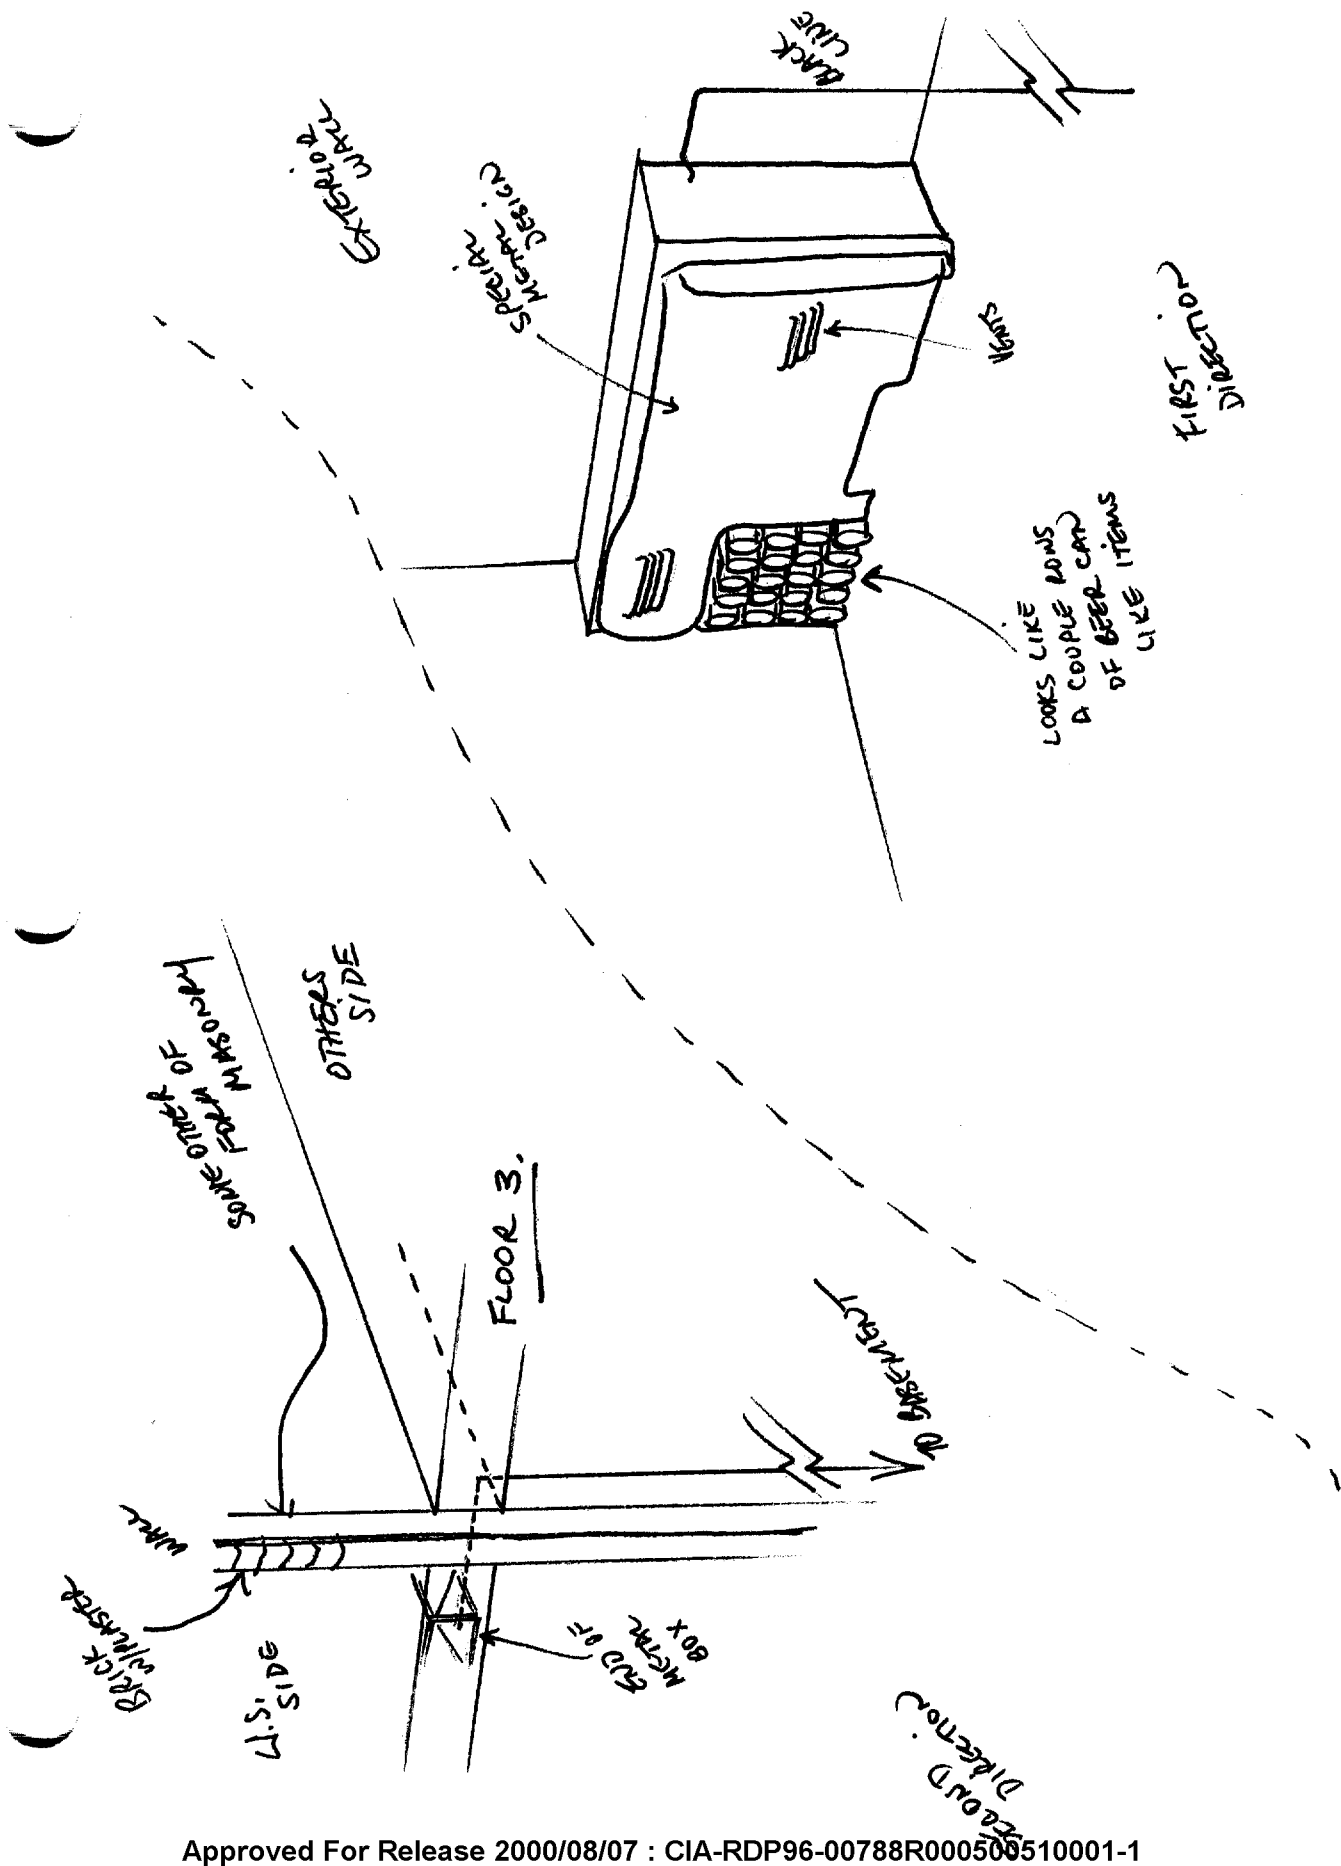 BRICK
W/PLASTER
WALL
SOME OTHER
FORM OF
MASONRY
U.S.
SIDE
OTHERS
SIDE
END OF
METAL
BOX
FLOOR 3.
TO BASEMENT
SECOND
DIRECTION
EXTERIOR
WALL
SPECIAL
METAL
DESIGN
BLACK
LINE
VENTS
LOOKS LIKE
A COUPLE ROWS
OF BEER CAN
LIKE ITEMS
FIRST
DIRECTION
Approved For Release 2000/08/07 : CIA-RDP96-00788R000500510001-1